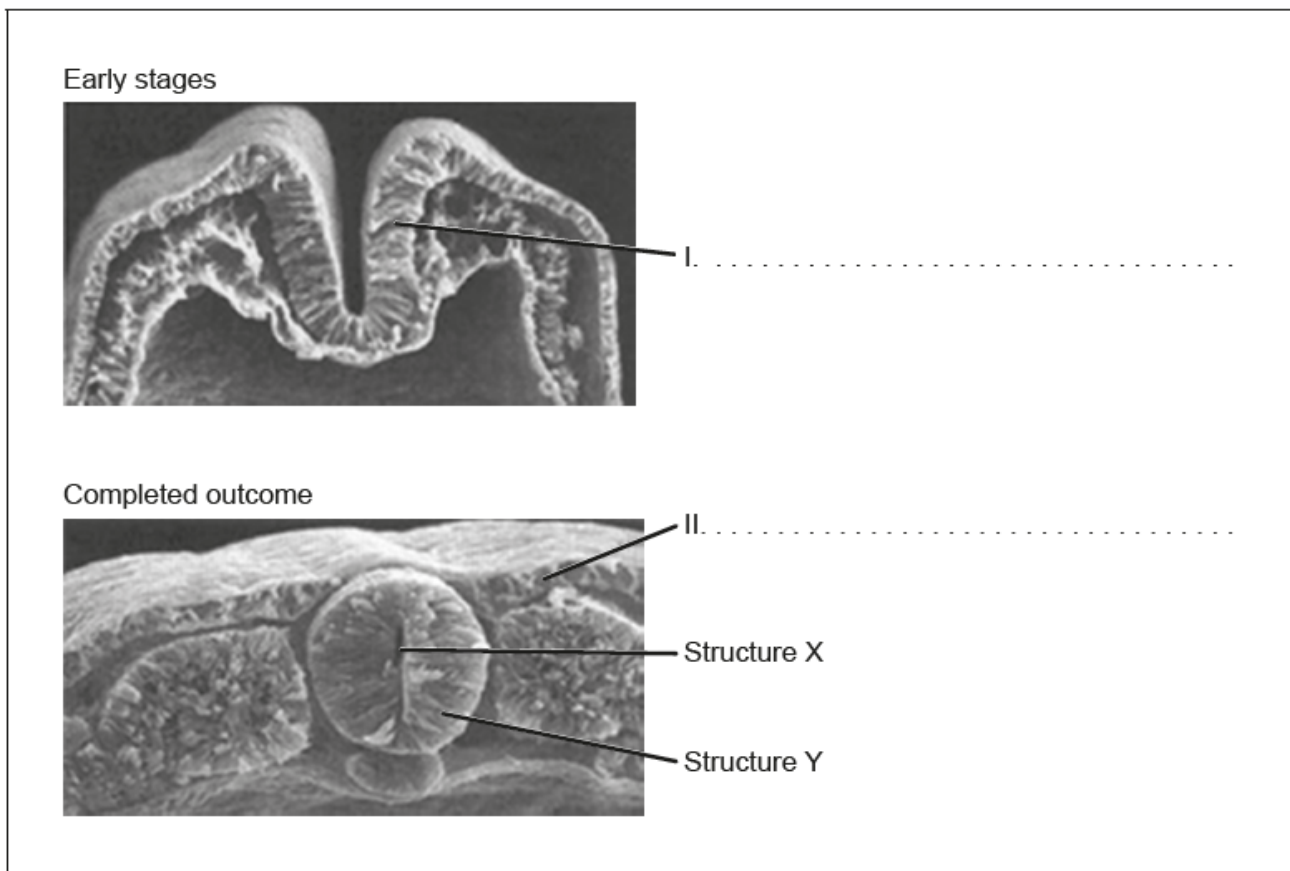 Early stages
I. . . . . . . . . . . . . . . . . . . . . . . . . . . . . . . . . . . . . . . .
Completed outcome
II. . . . . . . . . . . . . . . . . . . . . . . . . . . . . . . . . . . . . . . .
Structure X
Structure Y